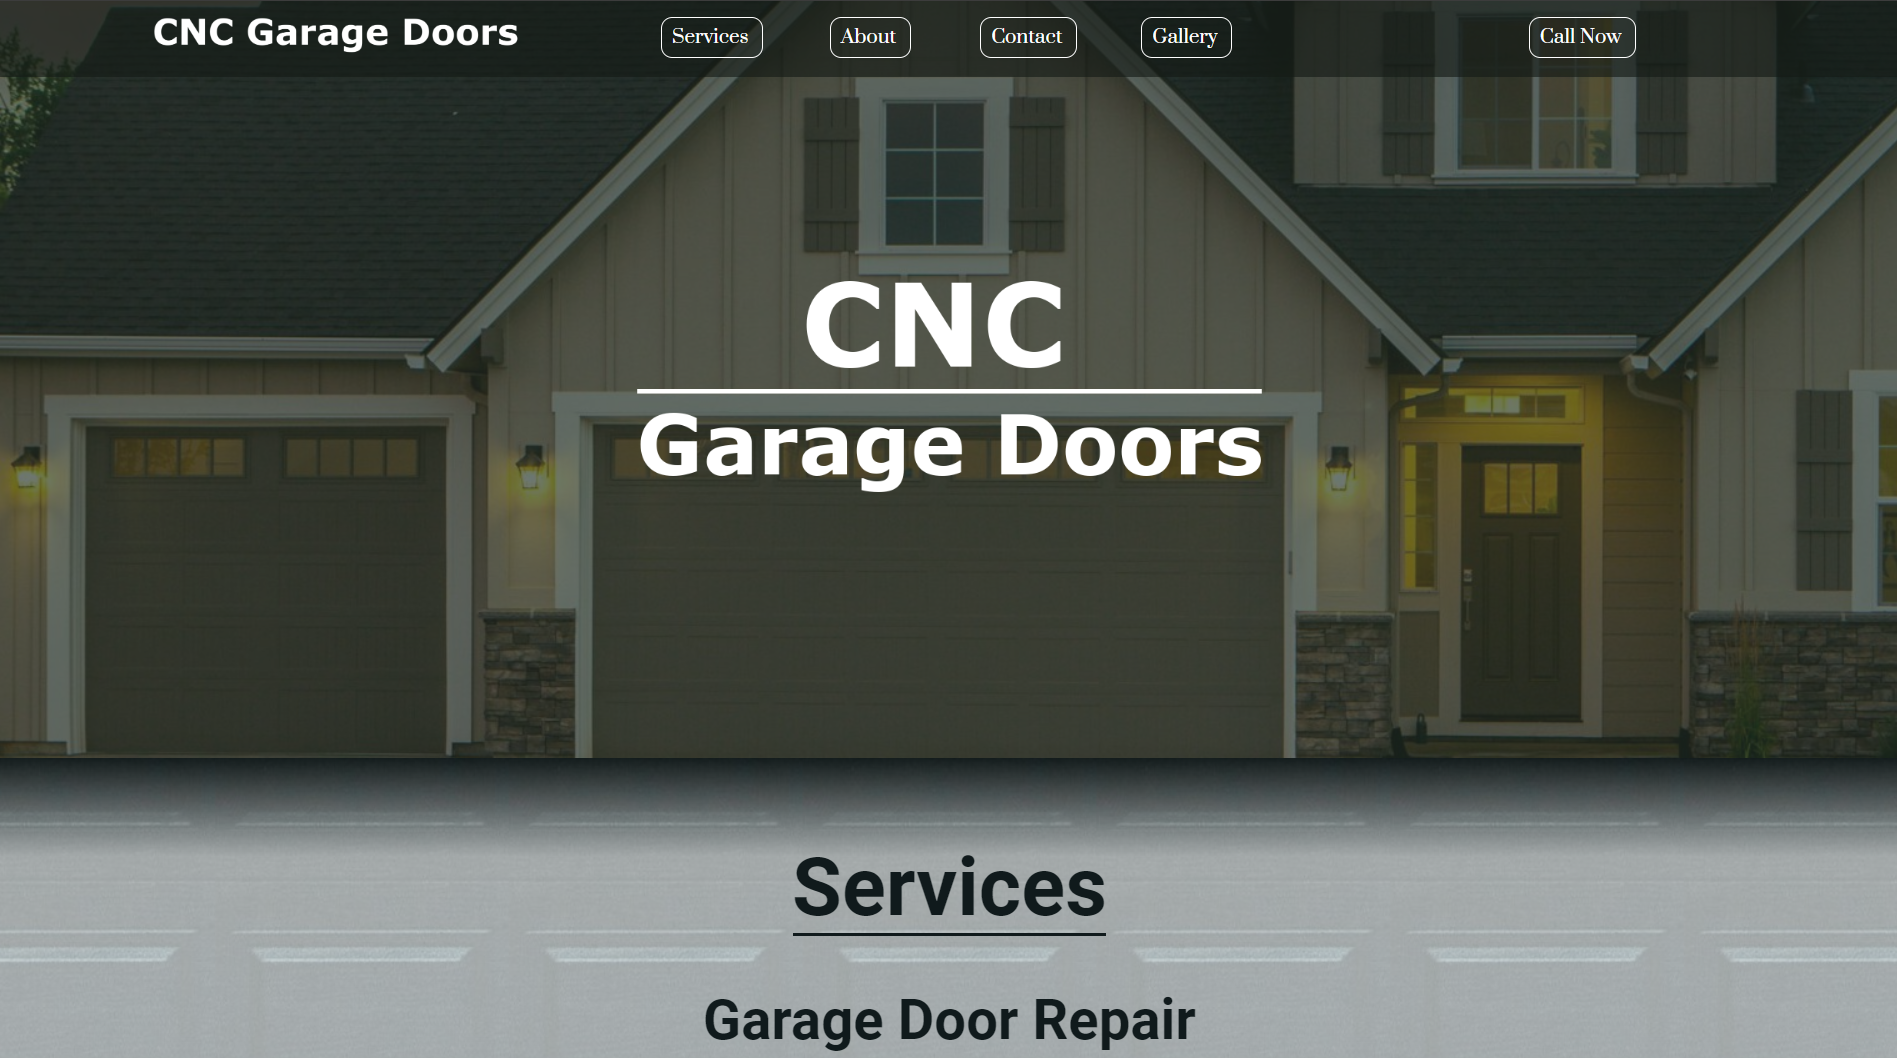 CNC Garage Doors
Services
About
Contact
Gallery
Call Now
CNC
Garage Doors
Services
Garage Door Repair